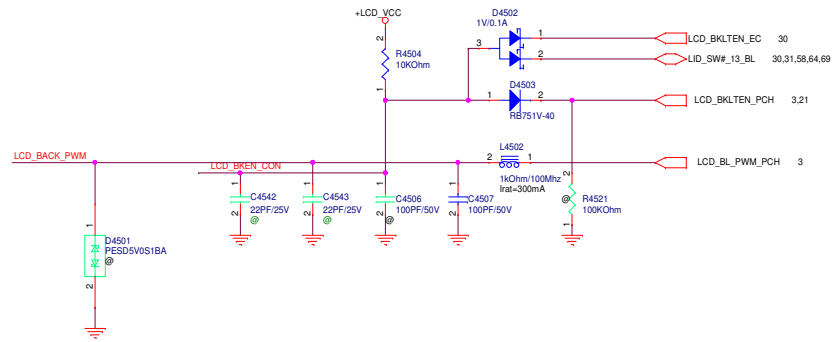 D4502
1V/0.1A
+LCD_VCC
1
LCD_BKLTEN_EC 30
2
3
R4504
10KOhm
2
LID_SW#_13_BL 30,31,58,64,69
D4503
1
1
2
LCD_BKLTEN_PCH 3,21
RB751V-40
L4502
LCD_BACK_PWM
2
1
LCD_BL_PWM_PCH 3
LCD_BKEN_CON
1kOhm/100Mhz
Irat=300mA
2
1
1
1
1
C4542
22PF/25V
C4543
22PF/25V
C4506
100PF/50V
C4507
100PF/50V
@
R4521
100KOhm
2
2
2
2
@
@
@
1
1
D4501
PESD5V0S1BA
@
2